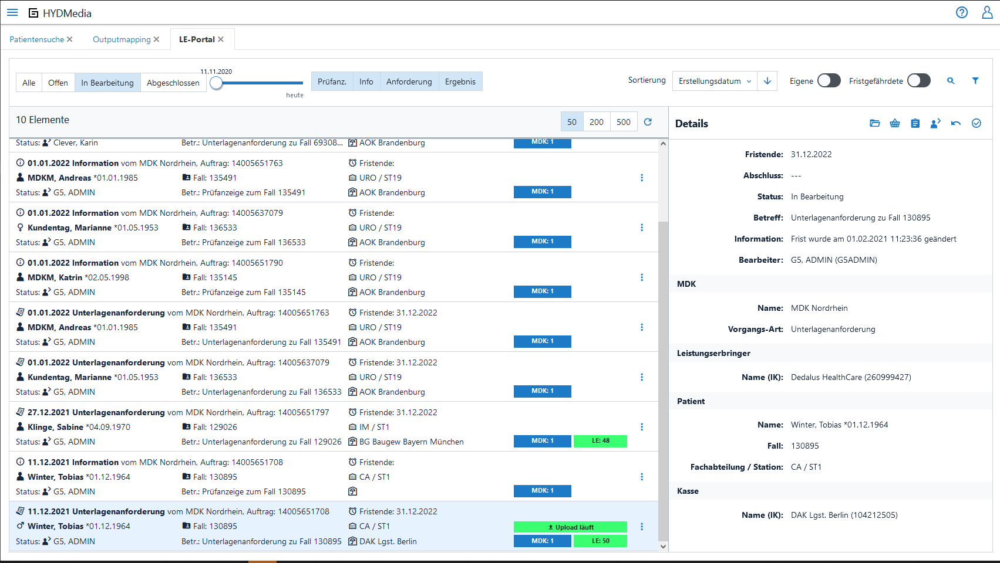 HYDMedia
Patientensuche
Outputmapping
LE-Portal
Alle
Offen
In Bearbeitung
Abgeschlossen
11.11.2020
heute
Prüfanz.
Info
Anforderung
Ergebnis
Sortierung
Erstellungsdatum
Eigene
Fristgefährdete
10 Elemente
50
200
500
Status: Clever, Karin
Betr.: Unterlagenanforderung zu Fall 69308...
AOK Brandenburg
MDK: 1
01.01.2022 Information vom MDK Nordrhein, Auftrag: 14005651763
Fristende:
MDKM, Andreas *01.01.1985
Fall: 135491
URO / ST19
Status: G5, ADMIN
Betr.: Prüfanzeige zum Fall 135491
AOK Brandenburg
MDK: 1
01.01.2022 Information vom MDK Nordrhein, Auftrag: 14005637079
Fristende:
Kundentag, Marianne *01.05.1953
Fall: 136533
URO / ST19
Status: G5, ADMIN
Betr.: Prüfanzeige zum Fall 136533
AOK Brandenburg
MDK: 1
01.01.2022 Information vom MDK Nordrhein, Auftrag: 14005651790
Fristende:
MDKM, Katrin *02.05.1998
Fall: 135145
URO / ST19
Status: G5, ADMIN
Betr.: Prüfanzeige zum Fall 135145
AOK Brandenburg
MDK: 1
01.01.2022 Unterlagenanforderung vom MDK Nordrhein, Auftrag: 14005651763
Fristende: 31.12.2022
MDKM, Andreas *01.01.1985
Fall: 135491
URO / ST19
Status: G5, ADMIN
Betr.: Unterlagenanforderung zu Fall 135491
AOK Brandenburg
MDK: 1
01.01.2022 Unterlagenanforderung vom MDK Nordrhein, Auftrag: 14005637079
Fristende: 31.12.2022
Kundentag, Marianne *01.05.1953
Fall: 136533
URO / ST19
Status: G5, ADMIN
Betr.: Unterlagenanforderung zu Fall 136533
AOK Brandenburg
MDK: 1
27.12.2021 Unterlagenanforderung vom MDK Nordrhein, Auftrag: 14005651797
Fristende: 31.12.2022
Klinge, Sabine *04.09.1970
Fall: 129026
IM / ST1
Status: G5, ADMIN
Betr.: Unterlagenanforderung zu Fall 129026
BG Baugew Bayern München
MDK: 1
LE: 48
11.12.2021 Information vom MDK Nordrhein, Auftrag: 14005651708
Fristende:
Winter, Tobias *01.12.1964
Fall: 130895
CA / ST1
Status: G5, ADMIN
Betr.: Prüfanzeige zum Fall 130895
MDK: 1
11.12.2021 Unterlagenanforderung vom MDK Nordrhein, Auftrag: 14005651708
Fristende: 31.12.2022
Winter, Tobias *01.12.1964
Fall: 130895
CA / ST1
Upload läuft
Status: G5, ADMIN
Betr.: Unterlagenanforderung zu Fall 130895
DAK Lgst. Berlin
MDK: 1
LE: 50
Details
Fristende: 31.12.2022
Abschluss: ---
Status: In Bearbeitung
Betreff: Unterlagenanforderung zu Fall 130895
Information: Frist wurde am 01.02.2021 11:23:36 geändert
Bearbeiter: G5, ADMIN (G5ADMIN)
MDK
Name: MDK Nordrhein
Vorgangs-Art: Unterlagenanforderung
Leistungserbringer
Name (IK): Dedalus HealthCare (260999427)
Patient
Name: Winter, Tobias *01.12.1964
Fall: 130895
Fachabteilung / Station: CA / ST1
Kasse
Name (IK): DAK Lgst. Berlin (104212505)